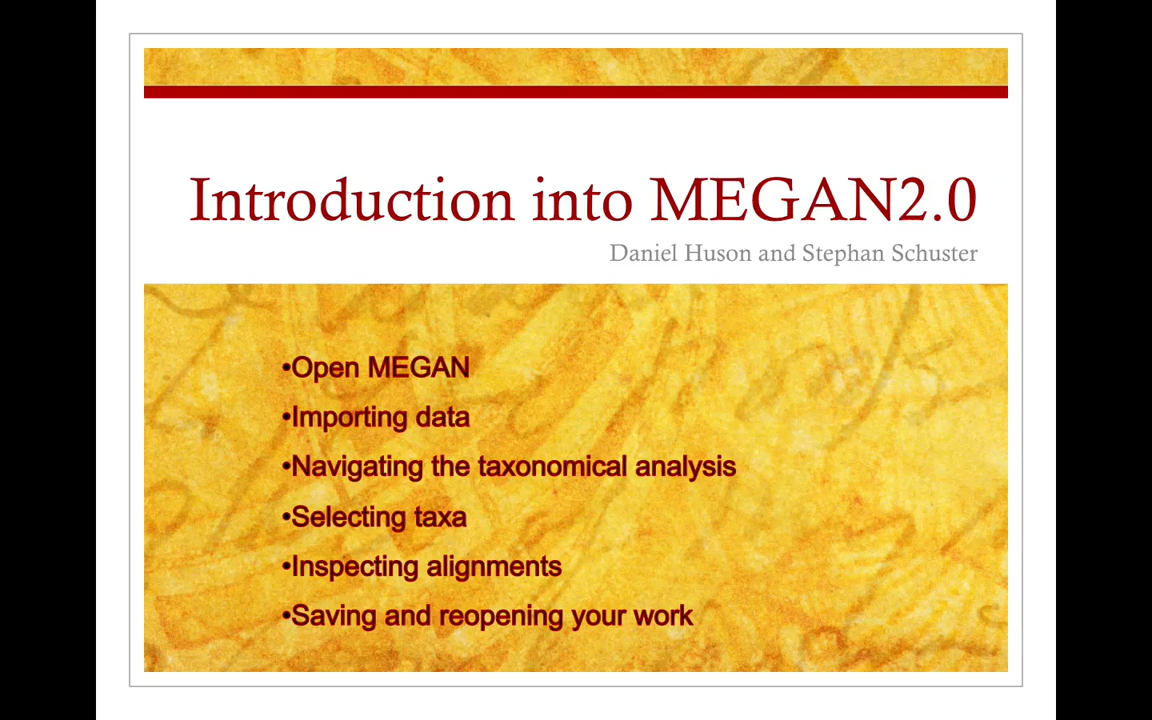 Introduction into MEGAN2.0
Daniel Huson and Stephan Schuster
•Open MEGAN
•Importing data
•Navigating the taxonomical analysis
•Selecting taxa
•Inspecting alignments
•Saving and reopening your work